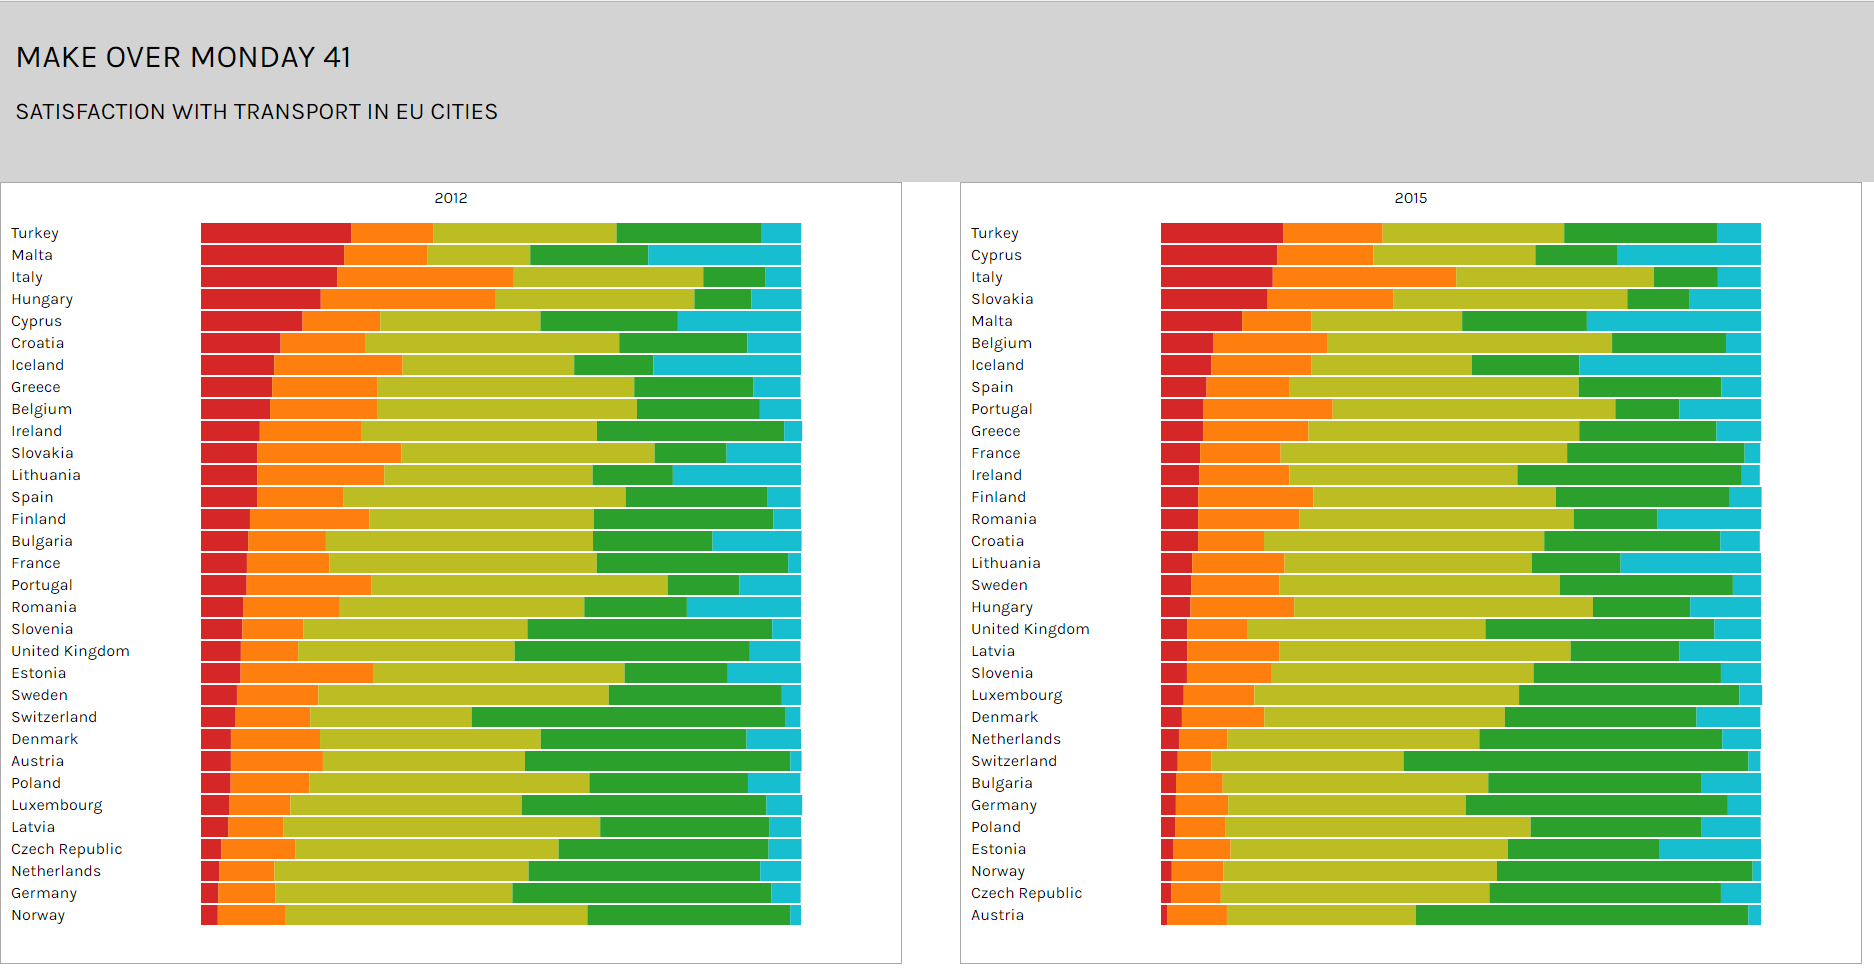 MAKE OVER MONDAY 41
SATISFACTION WITH TRANSPORT IN EU CITIES
2012
Turkey
Malta
Italy
Hungary
Cyprus
Croatia
Iceland
Greece
Belgium
Ireland
Slovakia
Lithuania
Spain
Finland
Bulgaria
France
Portugal
Romania
Slovenia
United Kingdom
Estonia
Sweden
Switzerland
Denmark
Austria
Poland
Luxembourg
Latvia
Czech Republic
Netherlands
Germany
Norway
2015
Turkey
Cyprus
Italy
Slovakia
Malta
Belgium
Iceland
Spain
Portugal
Greece
France
Ireland
Finland
Romania
Croatia
Lithuania
Sweden
Hungary
United Kingdom
Latvia
Slovenia
Luxembourg
Denmark
Netherlands
Switzerland
Bulgaria
Germany
Poland
Estonia
Norway
Czech Republic
Austria